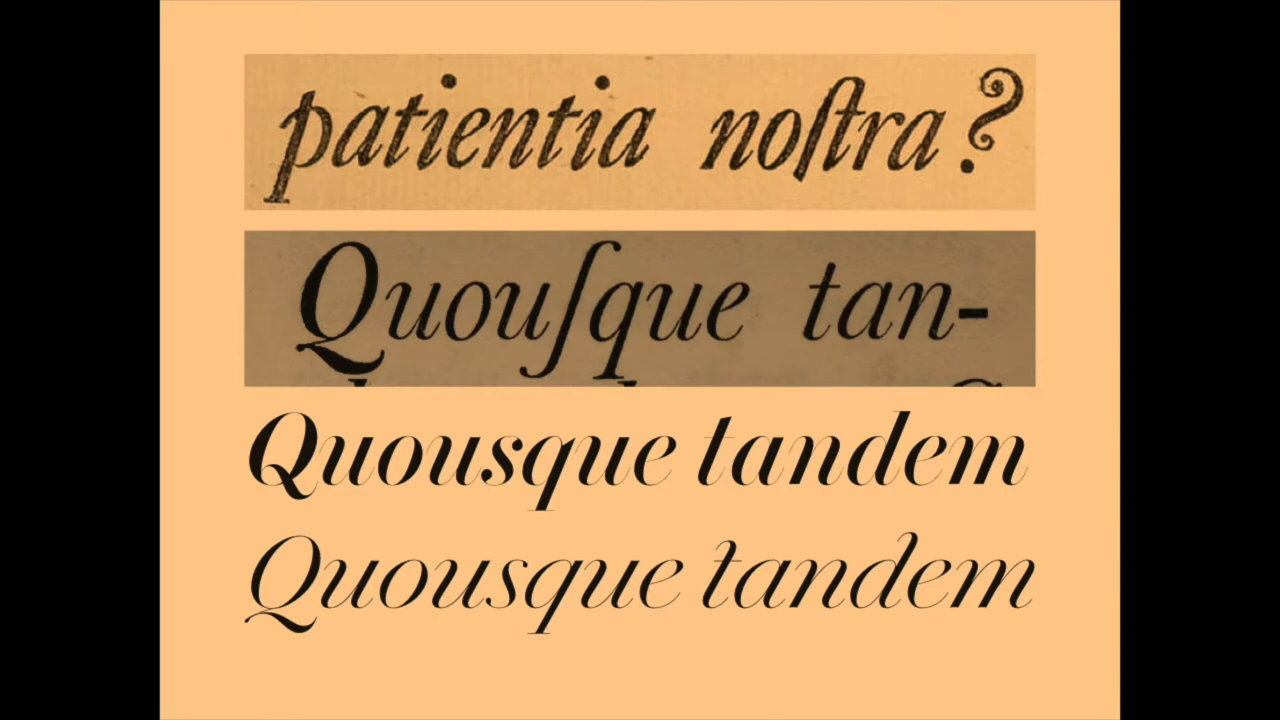 patientia noſtra?
Quouſque tan-
Quousque tandem
Quousque tandem